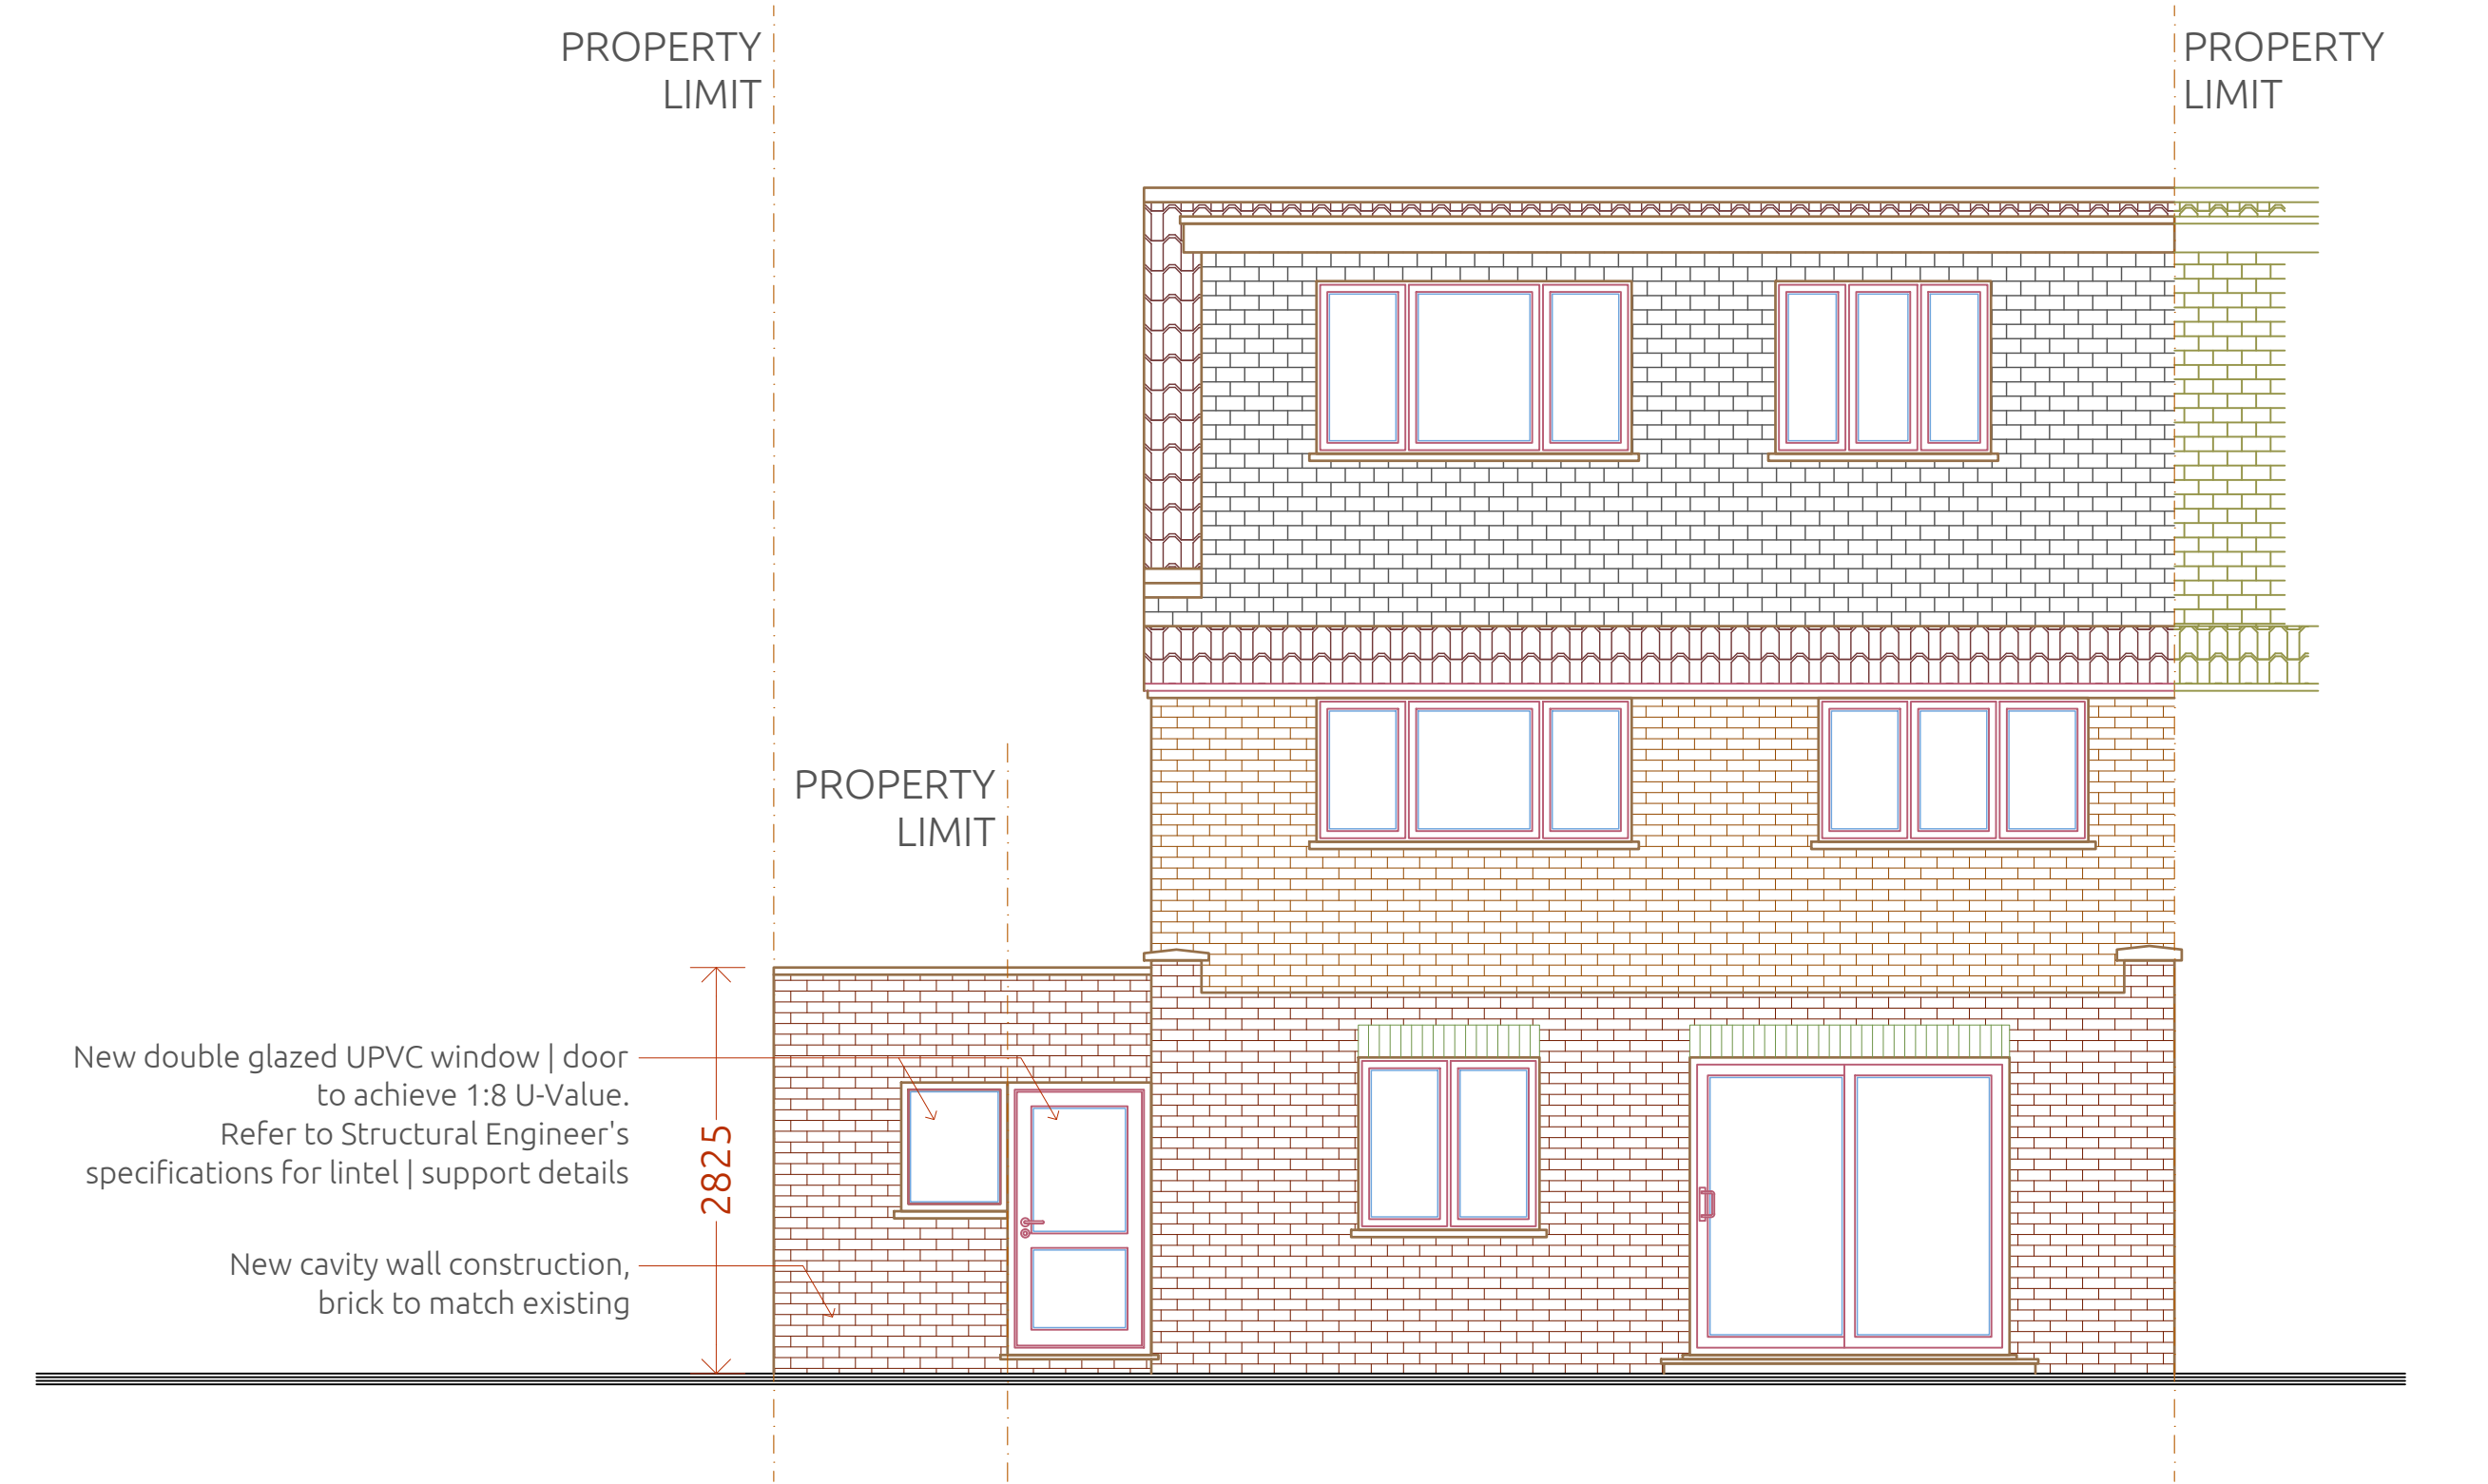 PROPERTY
LIMIT
PROPERTY
LIMIT
PROPERTY
LIMIT
New double glazed UPVC window | door
to achieve 1:8 U-Value.
Refer to Structural Engineer's
specifications for lintel | support details
2825
New cavity wall construction,
brick to match existing